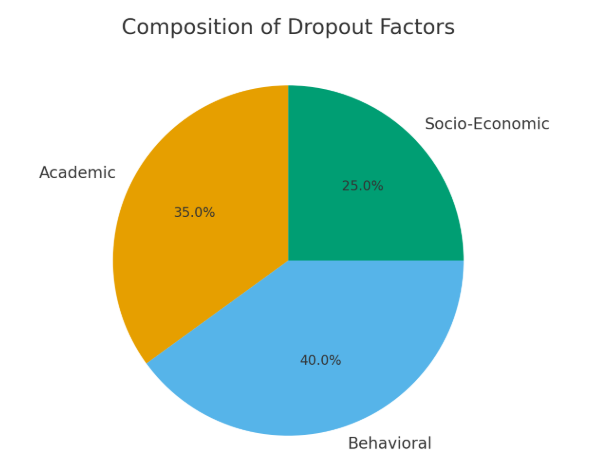 Composition of Dropout Factors
Socio-Economic
Academic
25.0%
35.0%
40.0%
Behavioral